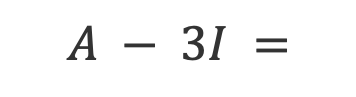 A − 3I =